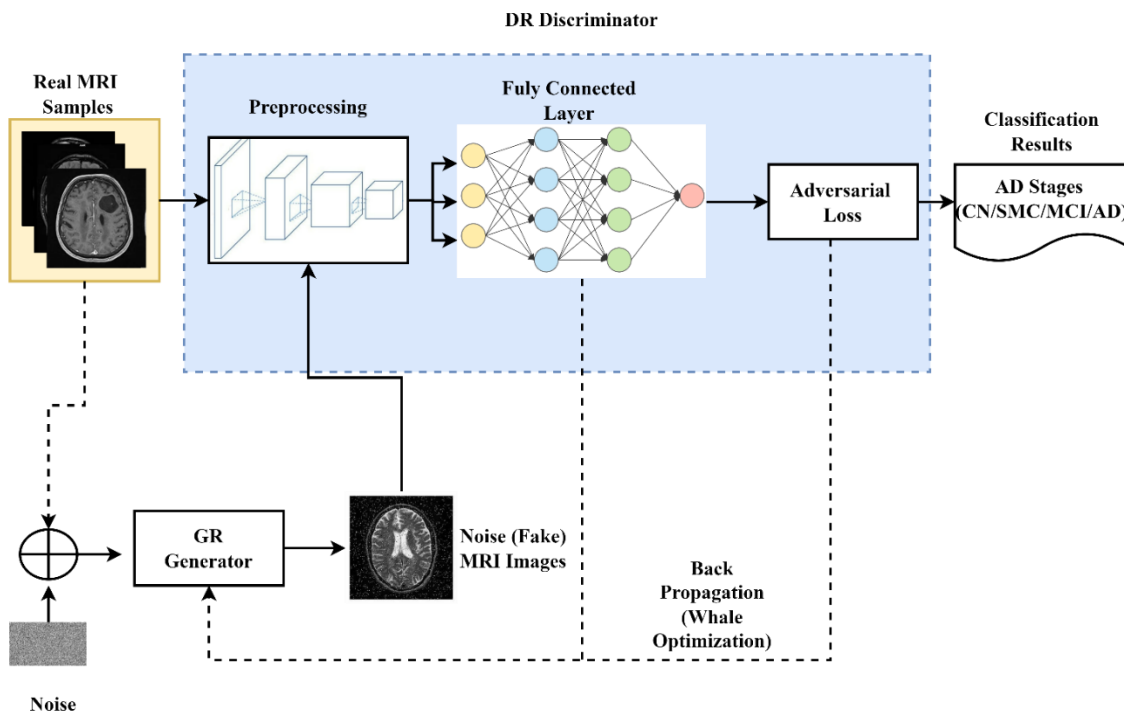 DR Discriminator
Real MRI
Samples
Preprocessing
Fuly Connected
Layer
Classification
Results
Adversarial
Loss
AD Stages
(CN/SMC/MCI/AD)
GR
Generator
Noise (Fake)
MRI Images
Back
Propagation
(Whale
Optimization)
Noise